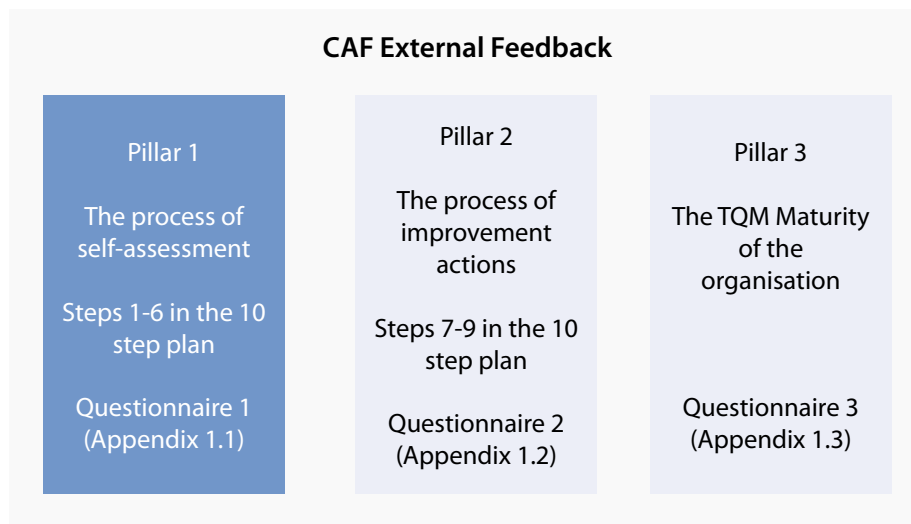 CAF External Feedback
Pillar 1
The process of
self-assessment
Steps 1-6 in the 10
step plan
Questionnaire 1
(Appendix 1.1)
Pillar 2
The process of
improvement
actions
Steps 7-9 in the 10
step plan
Questionnaire 2
(Appendix 1.2)
Pillar 3
The TQM Maturity
of the
organisation
Questionnaire 3
(Appendix 1.3)